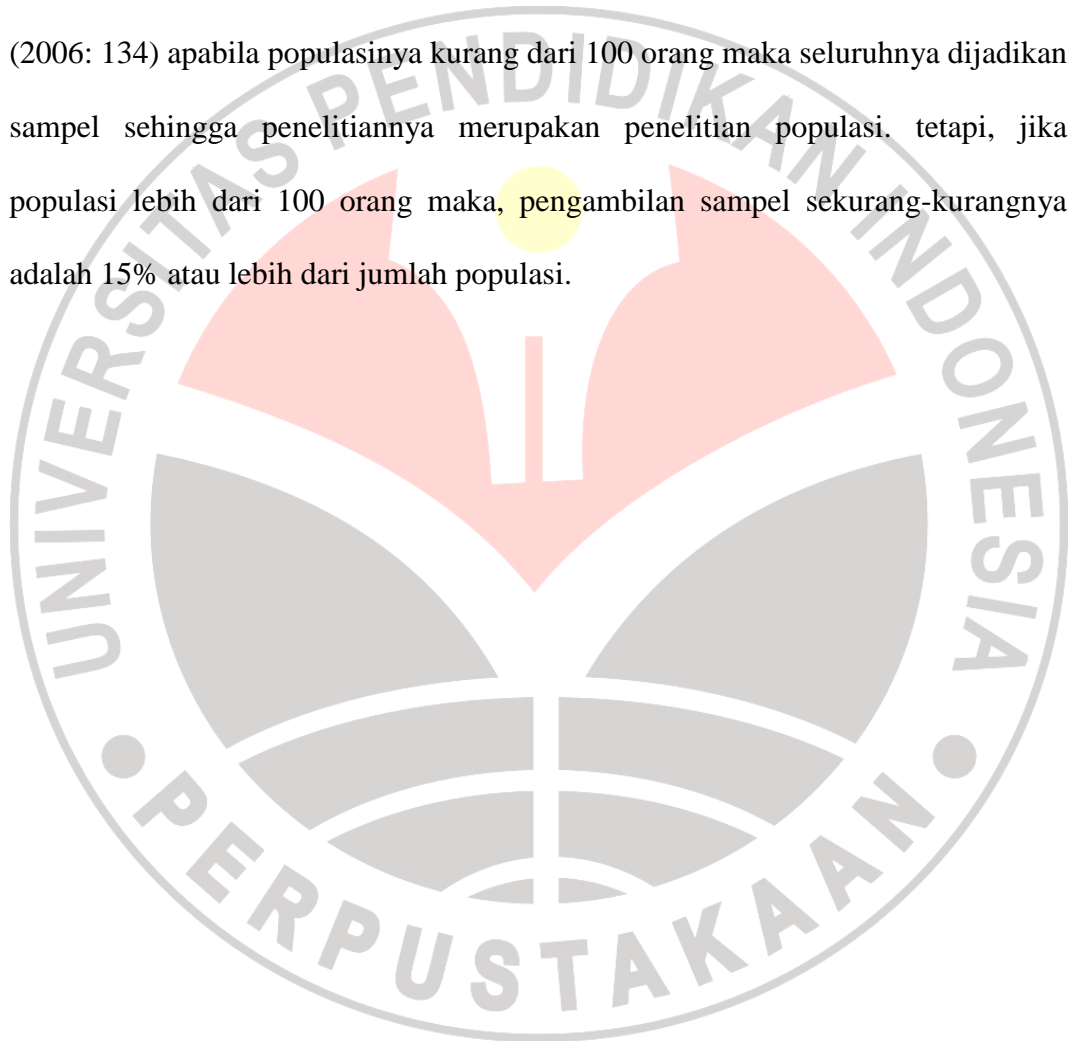 (2006: 134) apabila populasinya kurang dari 100 orang maka seluruhnya dijadikan
sampel sehingga penelitiannya merupakan penelitian populasi. tetapi, jika
populasi lebih dari 100 orang maka, pengambilan sampel sekurang-kurangnya
adalah 15% atau lebih dari jumlah populasi.
UNIVERSITAS PENDIDIKAN INDONESIA
PERPUSTAKAAN